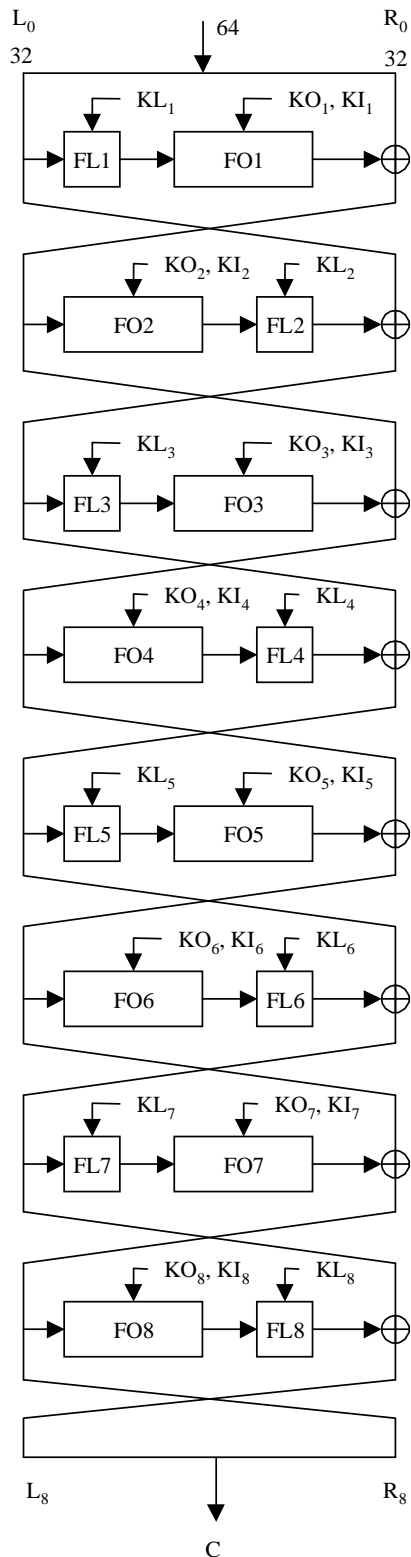 L₀ 64 R₀
32 32
KL₁ KO₁, KI₁
FL1 FO1
KO₂, KI₂ KL₂
FO2 FL2
KL₃ KO₃, KI₃
FL3 FO3
KO₄, KI₄ KL₄
FO4 FL4
KL₅ KO₅, KI₅
FL5 FO5
KO₆, KI₆ KL₆
FO6 FL6
KL₇ KO₇, KI₇
FL7 FO7
KO₈, KI₈ KL₈
FO8 FL8
L₈ R₈
C